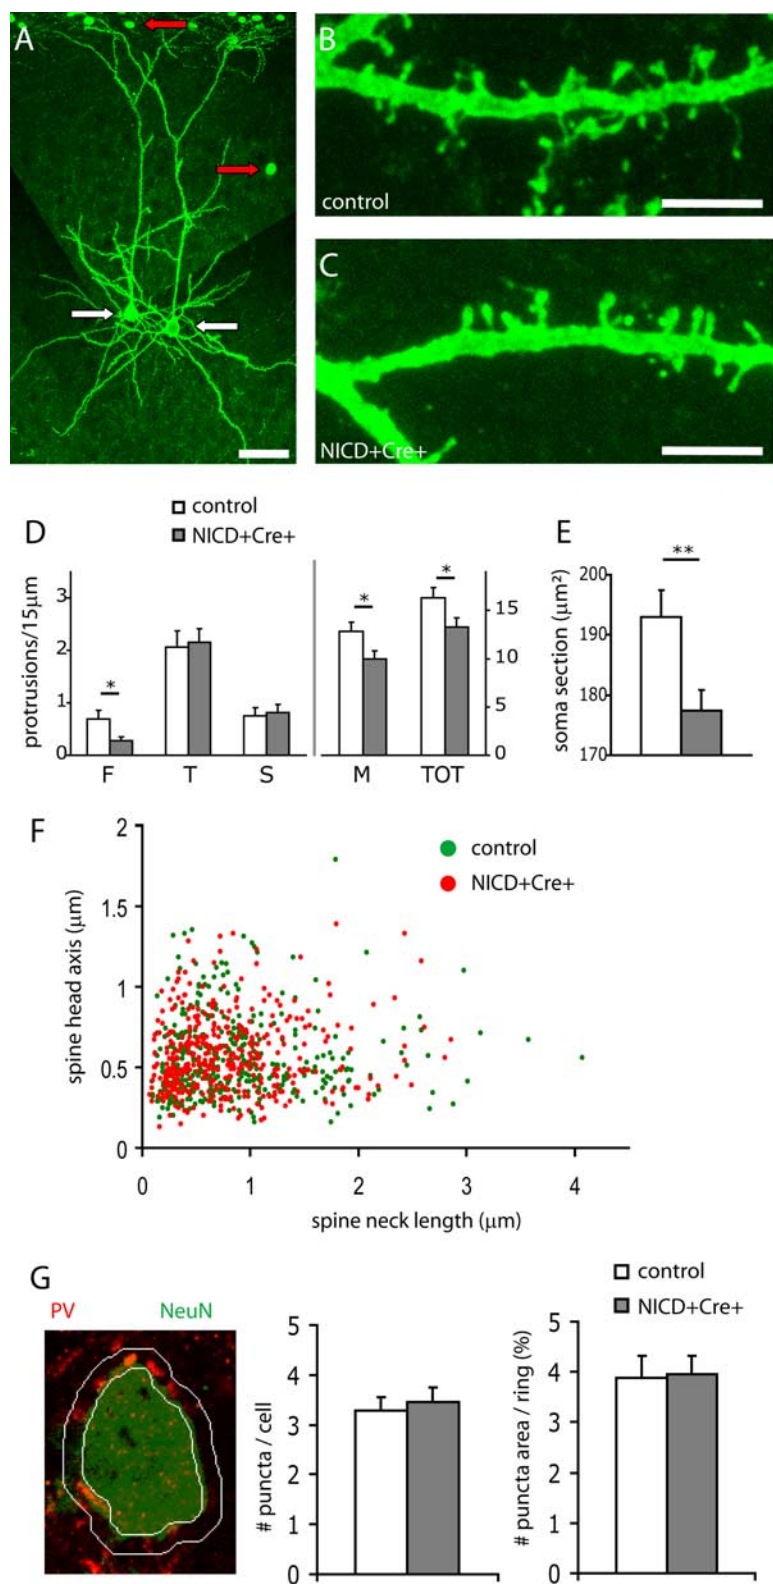 A
B
control
C
NICD+Cre+
control
NICD+Cre+
D
protrusions/15μm
3
2
1
0
F
T
S
*
15
10
5
0
M
TOT
*
*
E
soma section (μm²)
200
190
180
170
**
F
control
NICD+Cre+
spine head axis (μm)
2
1.5
1
0.5
0
0
1
2
3
4
spine neck length (μm)
G
PV
NeuN
# puncta / cell
5
4
3
2
1
0
control
NICD+Cre+
# puncta area / ring (%)
5
4
3
2
1
0